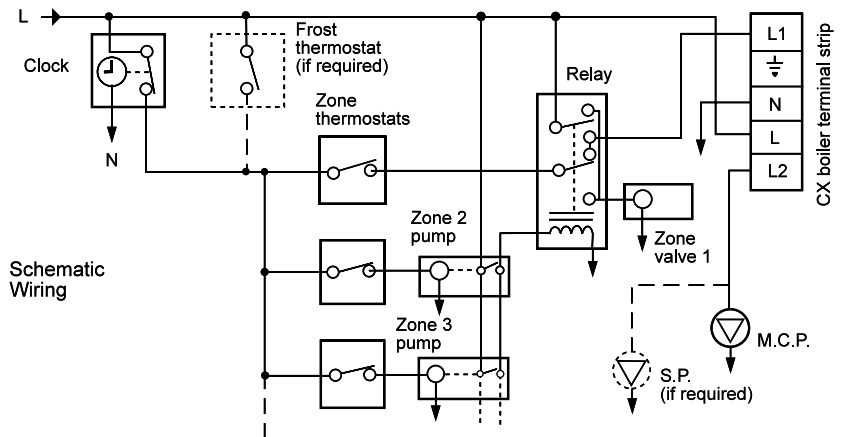 L
Clock
N
Frost
thermostat
(if required)
Zone
thermostats
Relay
L1
N
L
L2
CX boiler terminal strip
Zone
valve 1
Zone 2
pump
Schematic
Wiring
Zone 3
pump
M.C.P.
S.P.
(if required)